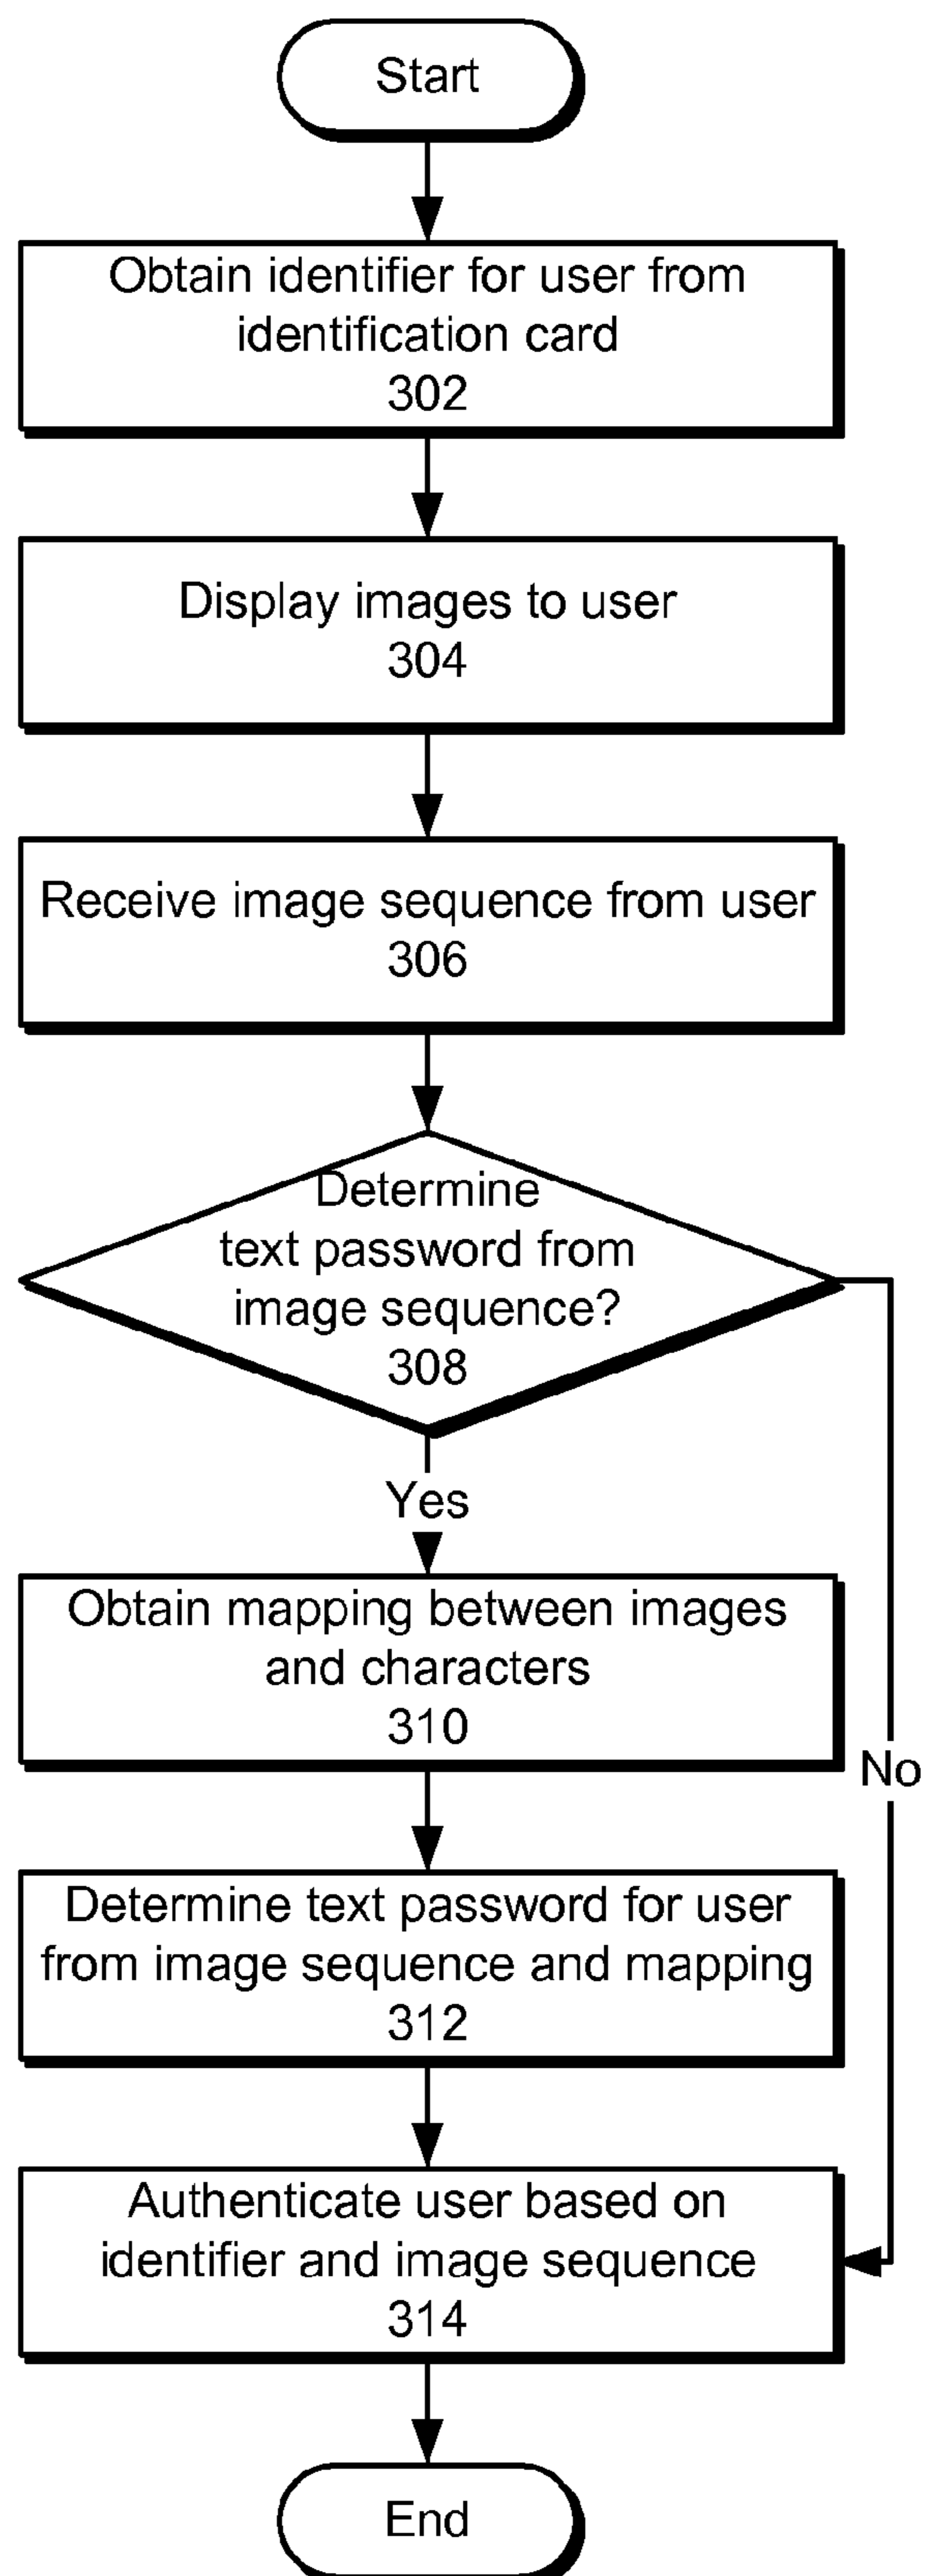 Start
Obtain identifier for user from
identification card
302
Display images to user
304
Receive image sequence from user
306
Determine
text password from
image sequence?
308
Yes
Obtain mapping between images
and characters
310
No
Determine text password for user
from image sequence and mapping
312
Authenticate user based on
identifier and image sequence
314
End